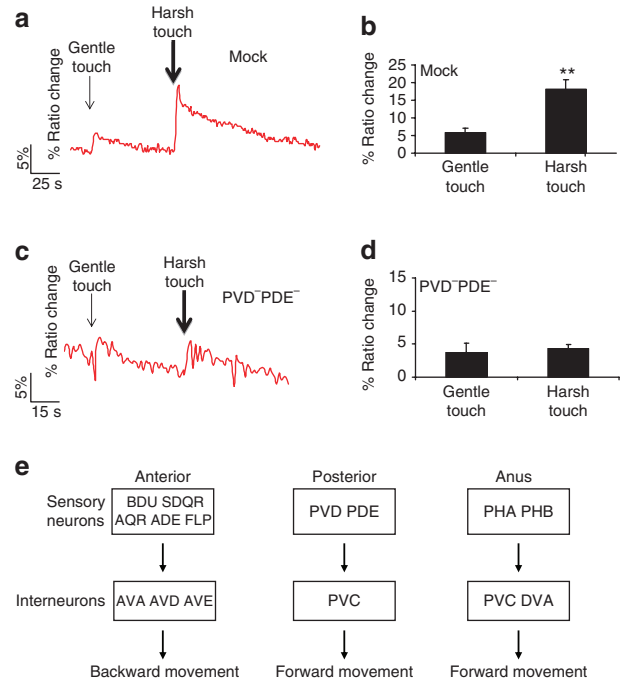 a
Gentle
touch
Harsh
touch
Mock
% Ratio change
5%
25 s
b
% Ratio change
25
20
15
10
5
0
Mock
**
Gentle
touch
Harsh
touch
c
Gentle
touch
Harsh
touch
PVD⁻PDE⁻
% Ratio change
5%
15 s
d
% Ratio change
15
10
5
0
PVD⁻PDE⁻
Gentle
touch
Harsh
touch
e
Anterior
Posterior
Anus
Sensory
neurons
BDU SDQR
AQR ADE FLP
PVD PDE
PHA PHB
Interneurons
AVA AVD AVE
PVC
PVC DVA
Backward movement
Forward movement
Forward movement